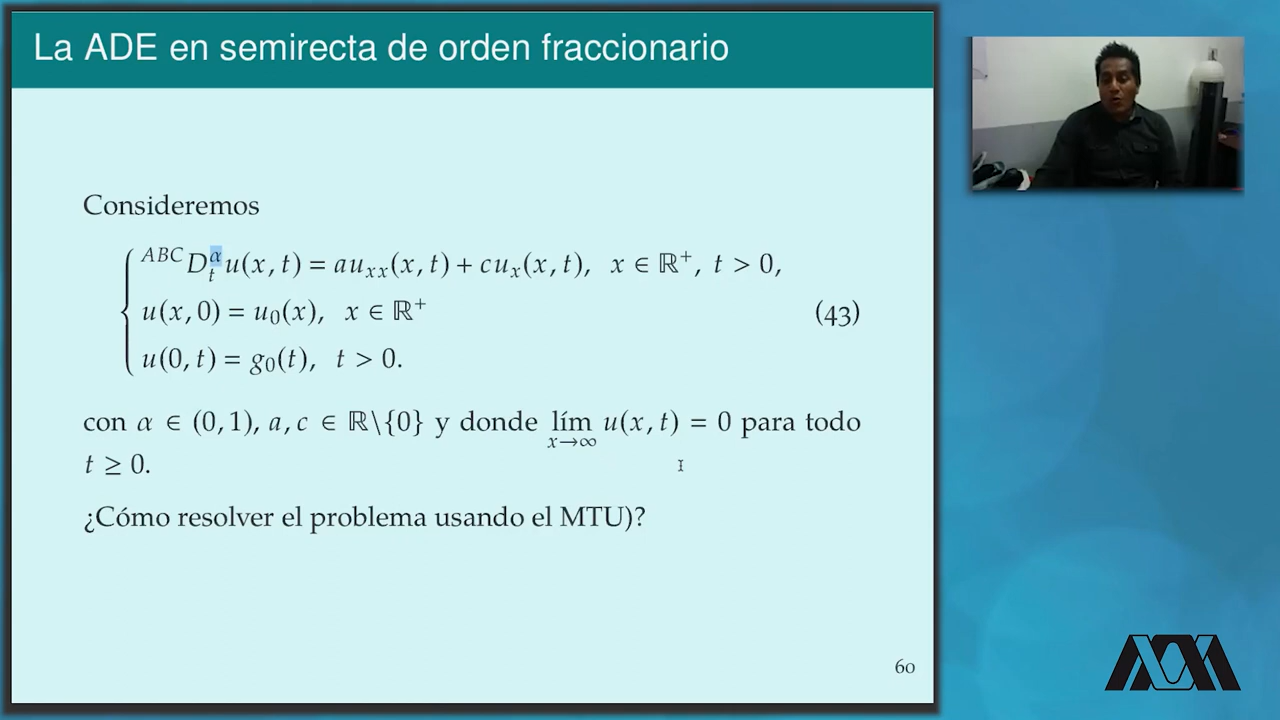 La ADE en semirecta de orden fraccionario
Consideremos
ᴬᴮᶜDₜᵅu(x, t) = auₓₓ(x, t) + cuₓ(x, t),  x ∈ ℝ⁺, t > 0,
u(x, 0) = u₀(x),  x ∈ ℝ⁺
(43)
u(0, t) = g₀(t),  t > 0.
con α ∈ (0, 1), a, c ∈ ℝ\{0} y donde lím x→∞ u(x, t) = 0 para todo
t ≥ 0.
¿Cómo resolver el problema usando el MTU)?
60